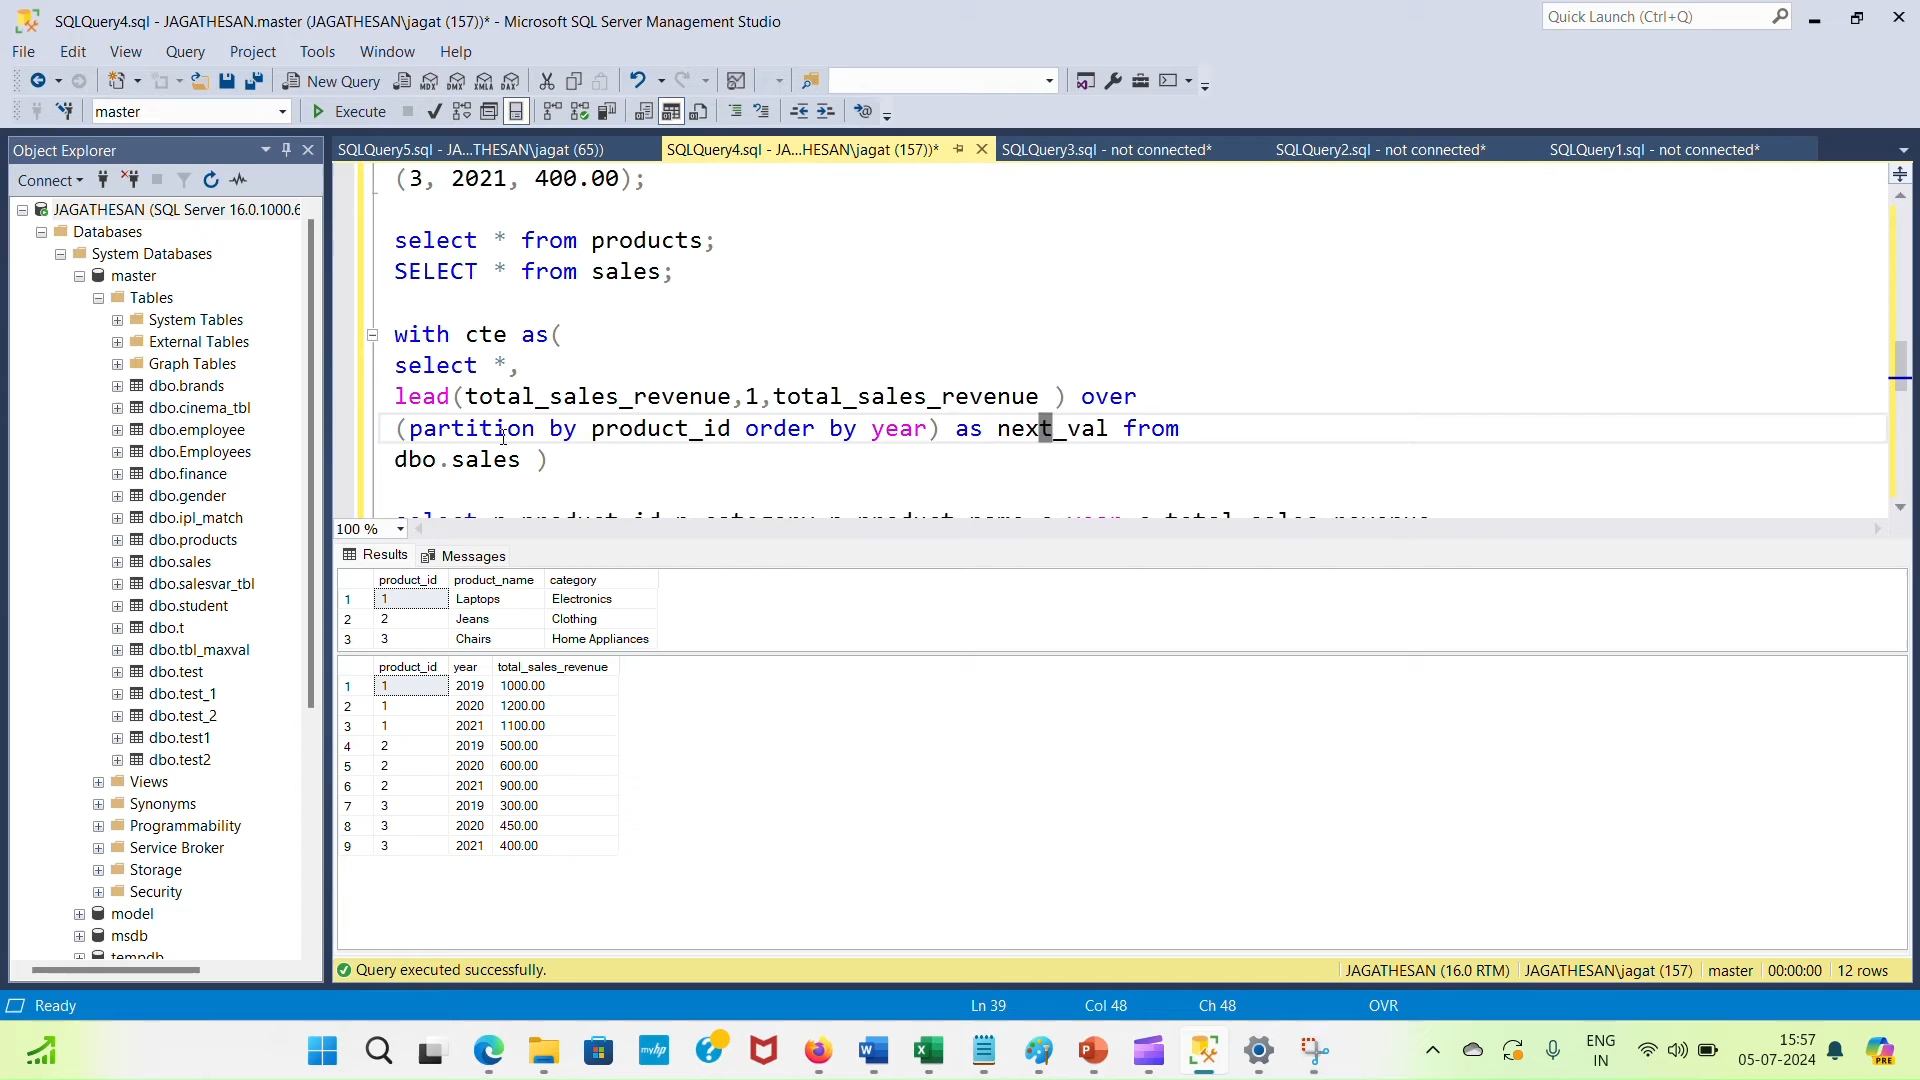 SQLQuery4.sql - JAGATHESAN.master (JAGATHESAN\jagat (157))* - Microsoft SQL Server Management Studio
Quick Launch (Ctrl+Q)
File Edit View Query Project Tools Window Help
New Query MDX DMX XMLA DAX
master Execute
Object Explorer
SQLQuery5.sql - JA...THESAN\jagat (65)) SQLQuery4.sql - JA...HESAN\jagat (157))* SQLQuery3.sql - not connected* SQLQuery2.sql - not connected* SQLQuery1.sql - not connected*
Connect
JAGATHESAN (SQL Server 16.0.1000.6
Databases
System Databases
master
Tables
System Tables
External Tables
Graph Tables
dbo.brands
dbo.cinema_tbl
dbo.employee
dbo.Employees
dbo.finance
dbo.gender
dbo.ipl_match
dbo.products
dbo.sales
dbo.salesvar_tbl
dbo.student
dbo.t
dbo.tbl_maxval
dbo.test
dbo.test_1
dbo.test_2
dbo.test1
dbo.test2
Views
Synonyms
Programmability
Service Broker
Storage
Security
model
msdb
tempdb
(3, 2021, 400.00);
select * from products;
SELECT * from sales;
with cte as(
select *,
lead(total_sales_revenue,1,total_sales_revenue ) over
(partition by product_id order by year) as next_val from
dbo.sales )
100 %
Results Messages
product_id product_name category
1 1 Laptops Electronics
2 2 Jeans Clothing
3 3 Chairs Home Appliances
product_id year total_sales_revenue
1 1 2019 1000.00
2 1 2020 1200.00
3 1 2021 1100.00
4 2 2019 500.00
5 2 2020 600.00
6 2 2021 900.00
7 3 2019 300.00
8 3 2020 450.00
9 3 2021 400.00
Query executed successfully. JAGATHESAN (16.0 RTM) JAGATHESAN\jagat (157) master 00:00:00 12 rows
Ready Ln 39 Col 48 Ch 48 OVR
myhp
ENG
IN
15:57
05-07-2024
PRE